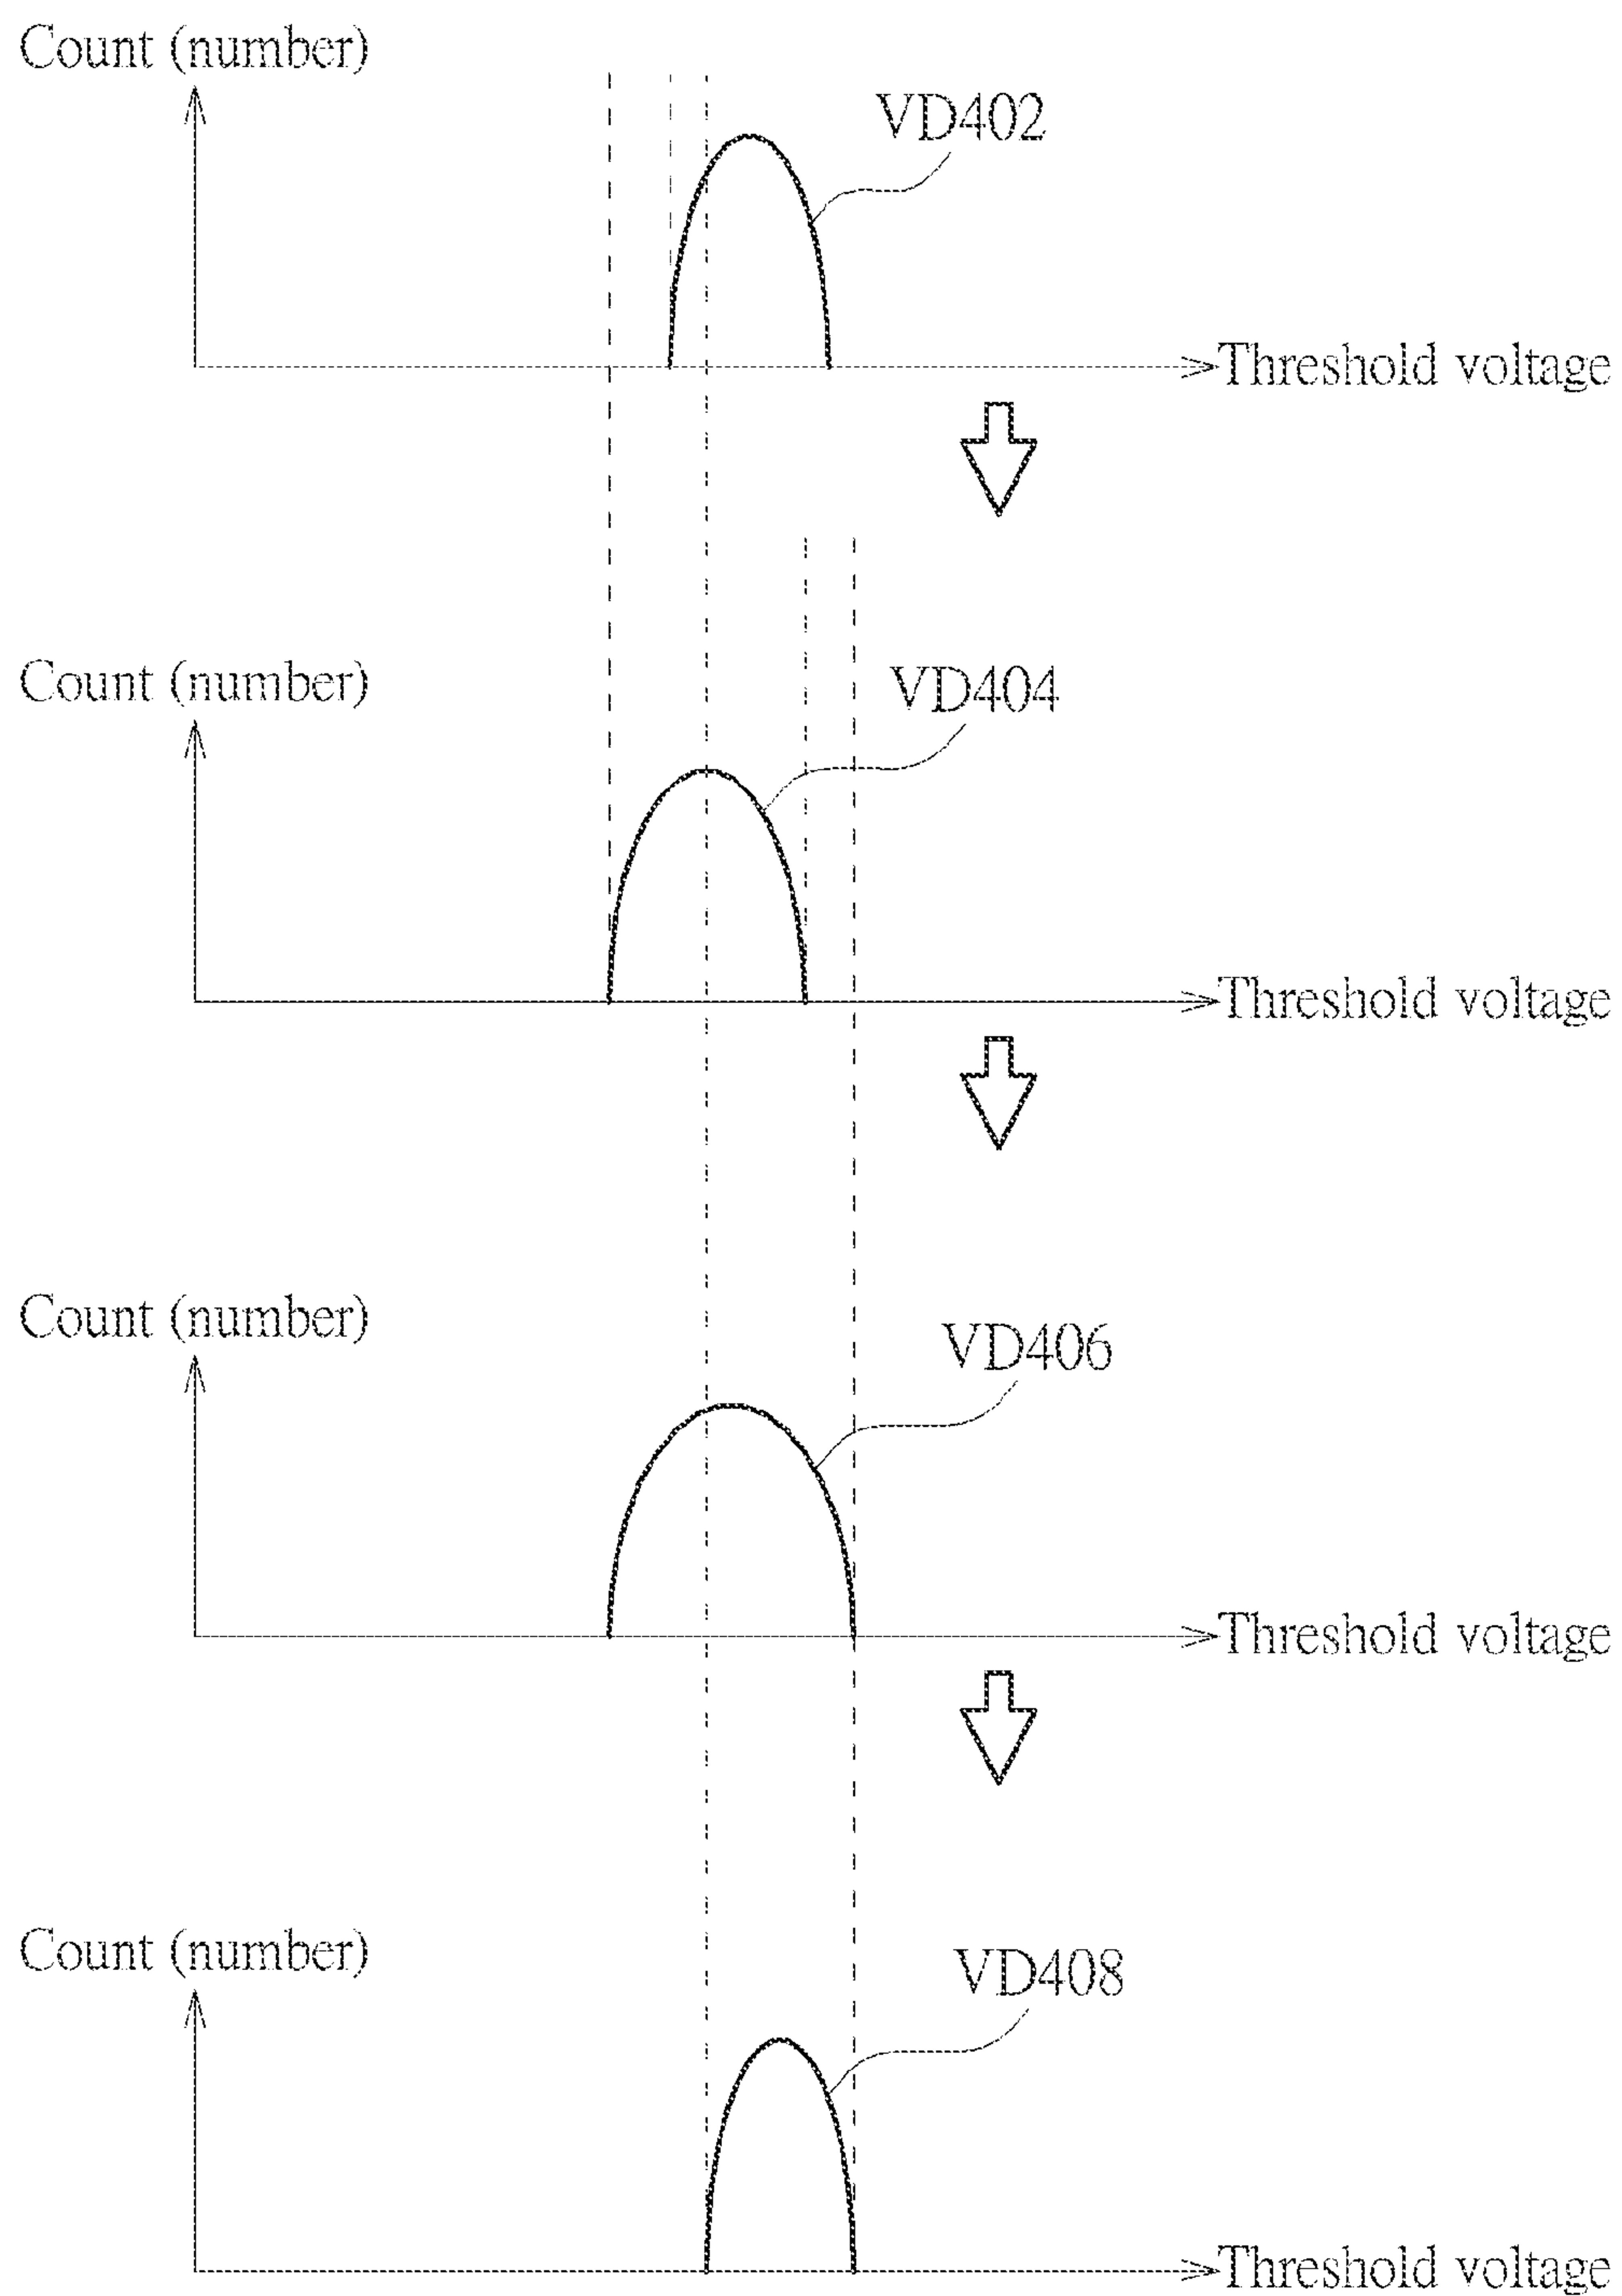 Count (number)
VD402
Threshold voltage
Count (number)
VD404
Threshold voltage
Count (number)
VD406
Threshold voltage
Count (number)
VD408
Threshold voltage